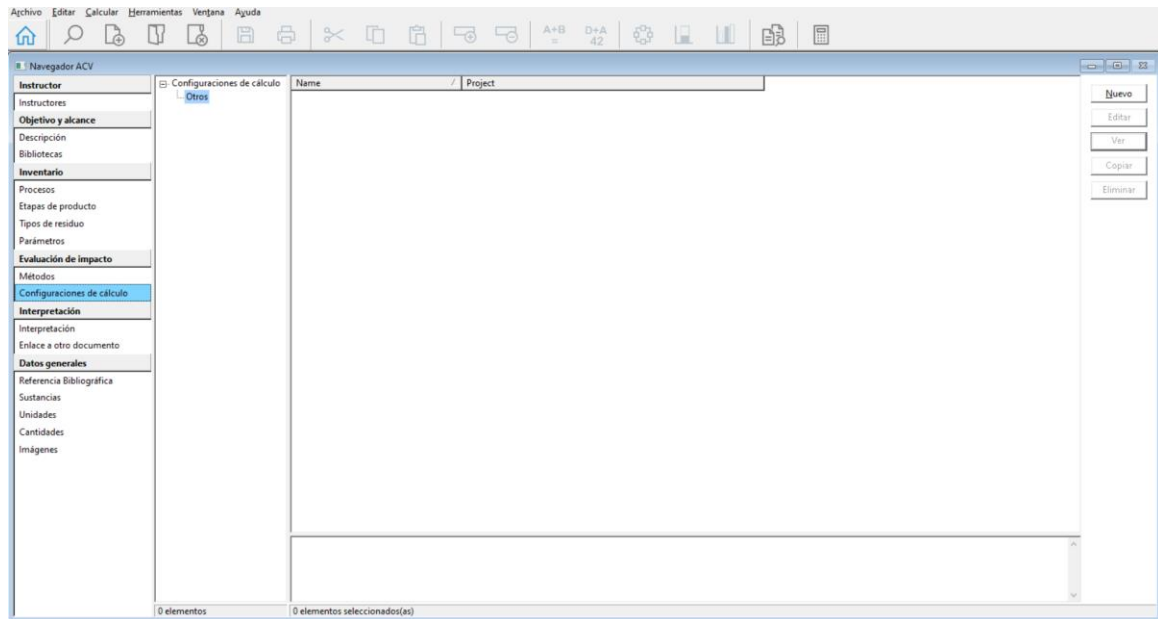 Archivo Editar Calcular Herramientas Ventana Ayuda
A+B
=
D+A
42
Navegador ACV
Instructor
Instructores
Objetivo y alcance
Descripción
Bibliotecas
Inventario
Procesos
Etapas de producto
Tipos de residuo
Parámetros
Evaluación de impacto
Métodos
Configuraciones de cálculo
Interpretación
Interpretación
Enlace a otro documento
Datos generales
Referencia Bibliográfica
Sustancias
Unidades
Cantidades
Imágenes
Configuraciones de cálculo
Otros
0 elementos
Name / Project
0 elementos seleccionados(as)
Nuevo
Editar
Ver
Copiar
Eliminar